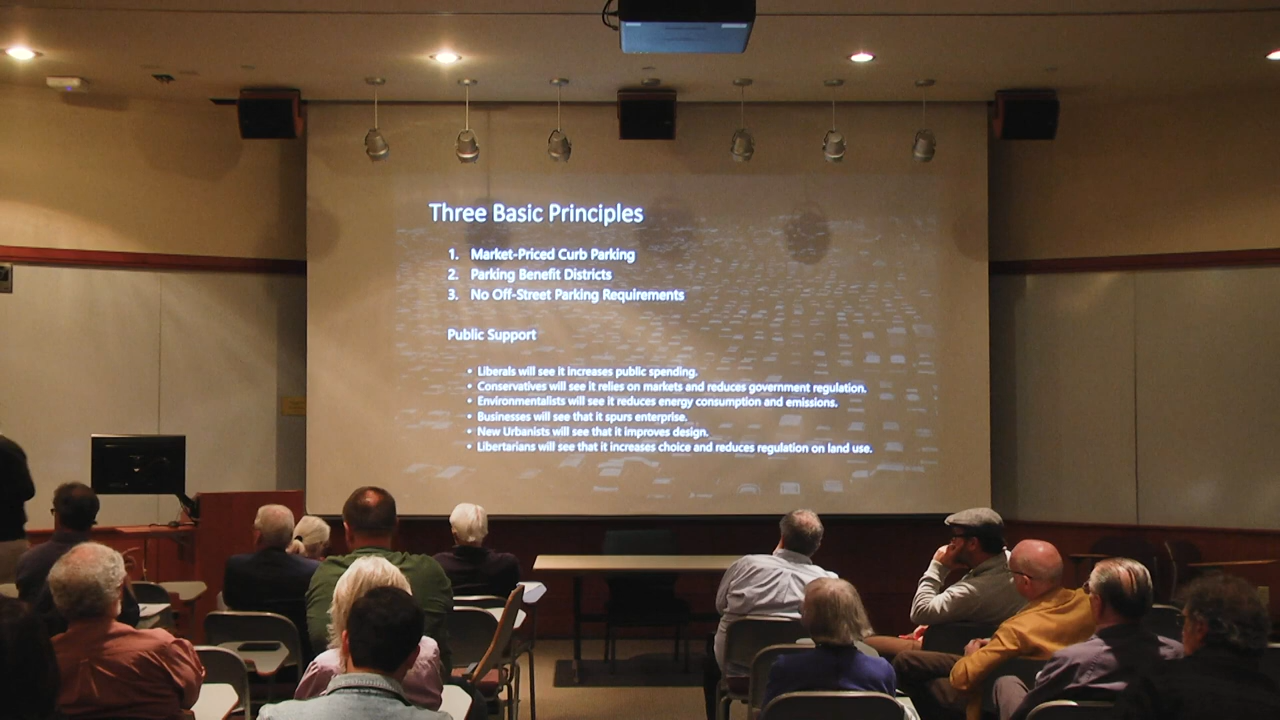 Three Basic Principles
1. Market-Priced Curb Parking
2. Parking Benefit Districts
3. No Off-Street Parking Requirements
Public Support
• Liberals will see it increases public spending.
• Conservatives will see it relies on markets and reduces government regulation.
• Environmentalists will see it reduces energy consumption and emissions.
• Businesses will see that it spurs enterprise.
• New Urbanists will see that it improves design.
• Libertarians will see that it increases choice and reduces regulation on land use.